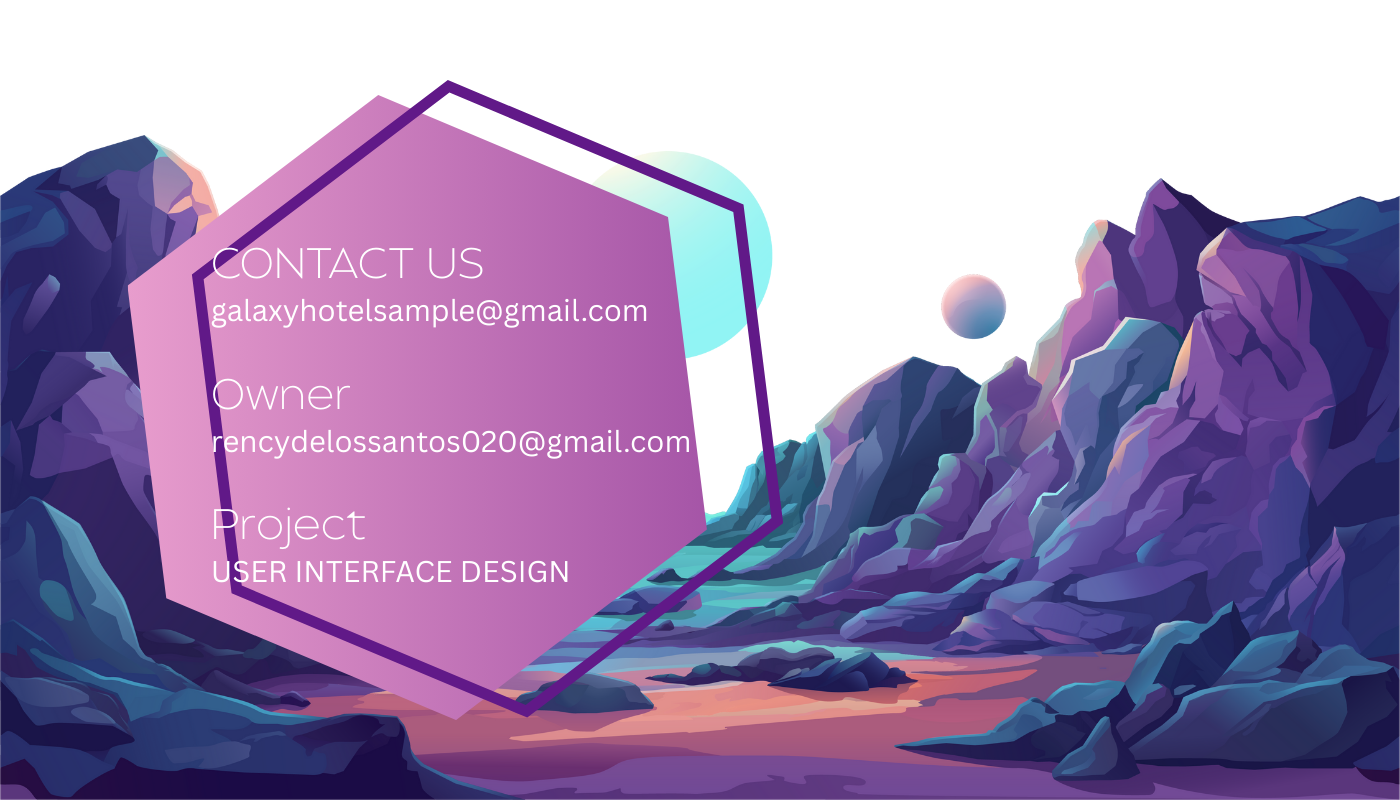 CONTACT US
galaxyhotelsample@gmail.com
Owner
rencydelossantos020@gmail.com
Project
USER INTERFACE DESIGN